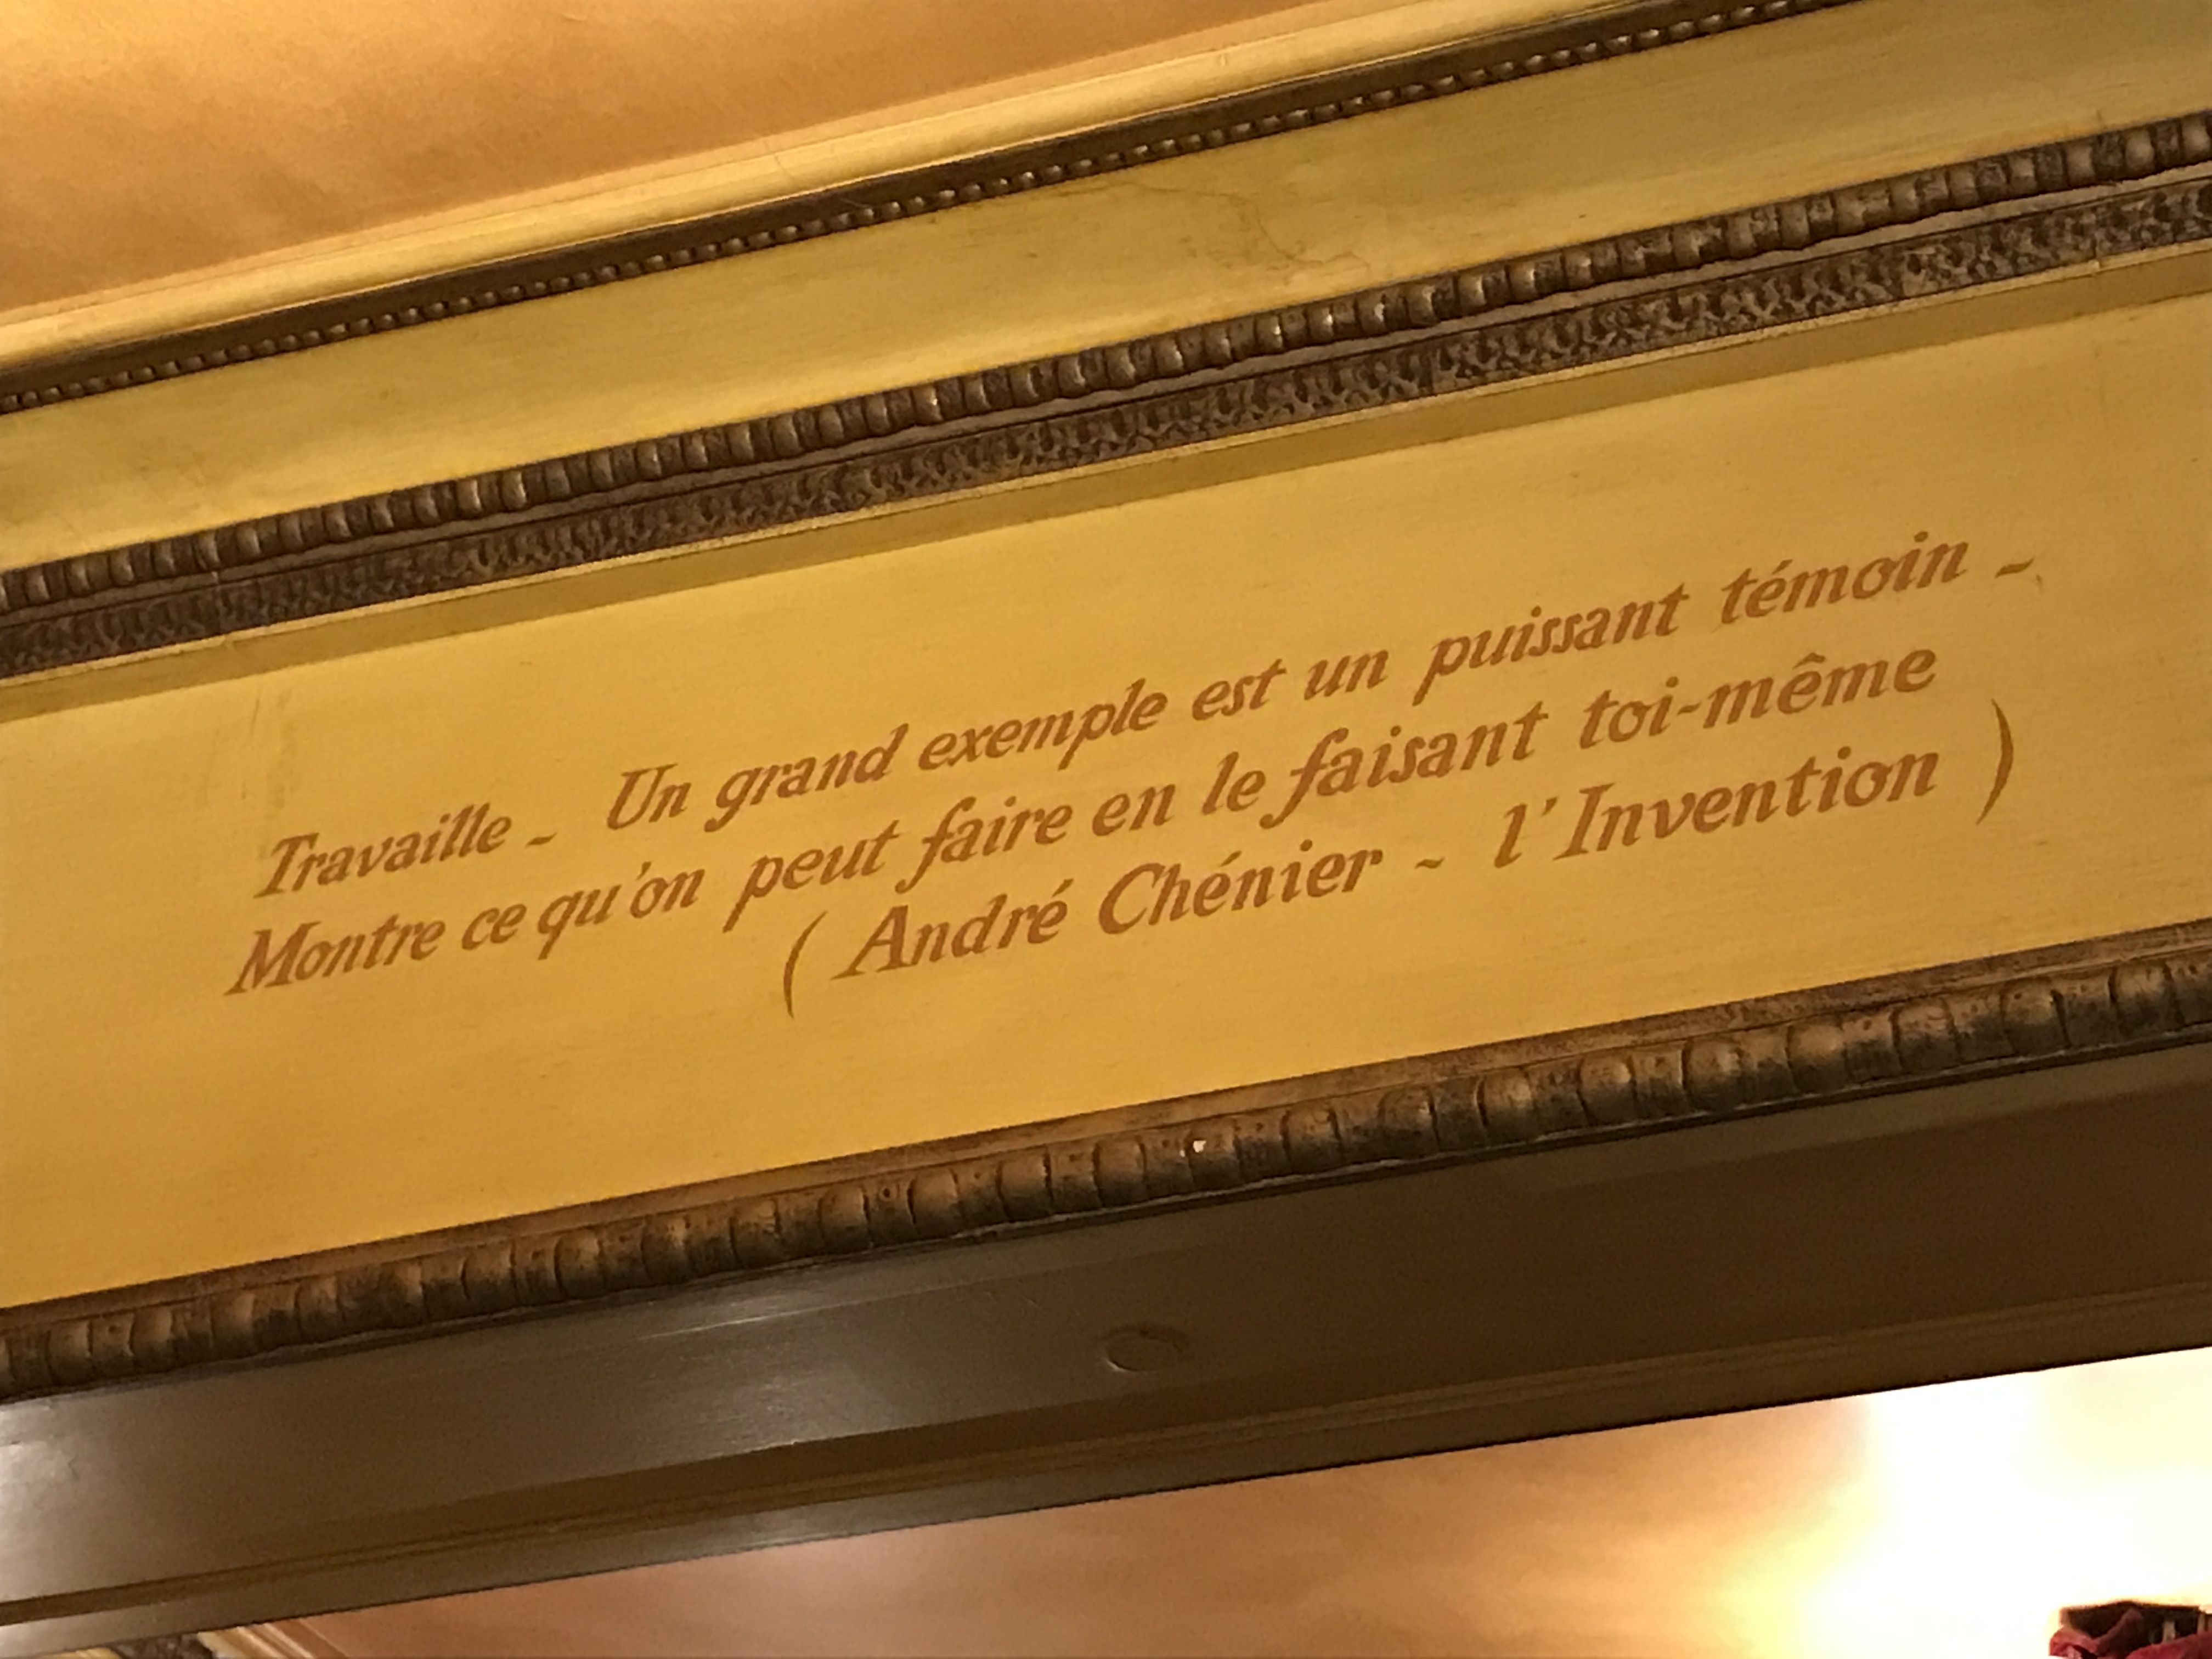 Travaille - Un grand exemple est un puissant témoin -
Montre ce qu'on peut faire en le faisant toi-même
( André Chénier - l'Invention )